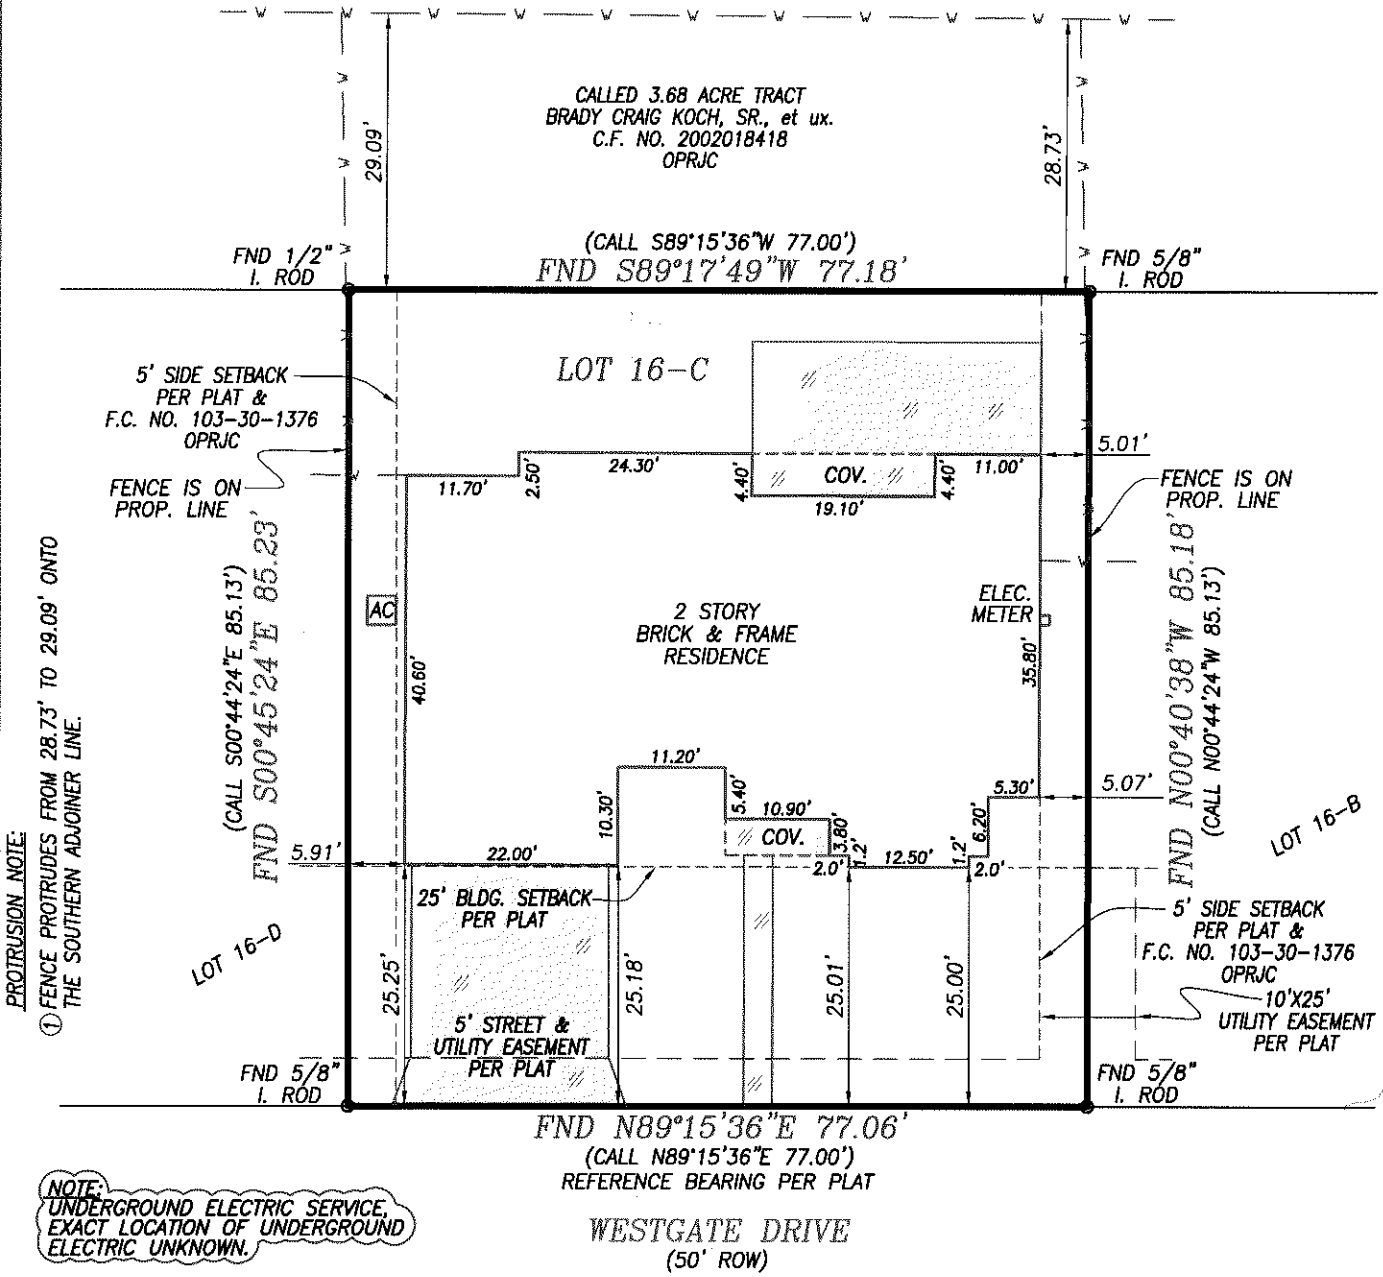 CALLED 3.68 ACRE TRACT
BRADY CRAIG KOCH, SR., et ux.
C.F. NO. 2002018418
OPRJC
29.09'
28.73'
(CALL S89°15'36"W 77.00')
FND S89°17'49"W 77.18'
FND 1/2"
I. ROD
FND 5/8"
I. ROD
LOT 16-C
5' SIDE SETBACK
PER PLAT &
F.C. NO. 103-30-1376
OPRJC
FENCE IS ON
PROP. LINE
11.70'
2.50'
24.30'
4.40'
COV.
19.10'
4.40'
11.00'
5.01'
FENCE IS ON
PROP. LINE
(CALL S00°44'24"E 85.13')
FND S00°45'24"E 85.23'
AC
40.60'
2 STORY
BRICK & FRAME
RESIDENCE
ELEC.
METER
35.80'
FND N00°40'38"W 85.18'
(CALL N00°44'24"W 85.13')
PROTRUSION NOTE:
① FENCE PROTRUDES FROM 28.73' TO 29.09' ONTO
THE SOUTHERN ADJOINER LINE.
11.20'
10.30'
5.40'
10.90'
COV.
3.80'
1.2'
2.0'
12.50'
1.2'
2.0'
6.20'
5.30'
5.07'
LOT 16-B
5.91'
22.00'
25' BLDG. SETBACK
PER PLAT
LOT 16-D
25.25'
25.18'
25.01'
25.00'
5' STREET &
UTILITY EASEMENT
PER PLAT
5' SIDE SETBACK
PER PLAT &
F.C. NO. 103-30-1376
OPRJC
10'X25'
UTILITY EASEMENT
PER PLAT
FND 5/8"
I. ROD
FND 5/8"
I. ROD
FND N89°15'36"E 77.06'
(CALL N89°15'36"E 77.00')
REFERENCE BEARING PER PLAT
NOTE:
UNDERGROUND ELECTRIC SERVICE,
EXACT LOCATION OF UNDERGROUND
ELECTRIC UNKNOWN.
WESTGATE DRIVE
(50' ROW)